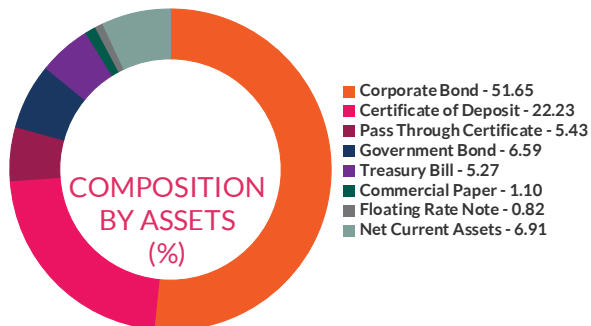 COMPOSITION
BY ASSETS
(%)
Corporate Bond - 51.65
Certificate of Deposit - 22.23
Pass Through Certificate - 5.43
Government Bond - 6.59
Treasury Bill - 5.27
Commercial Paper - 1.10
Floating Rate Note - 0.82
Net Current Assets - 6.91